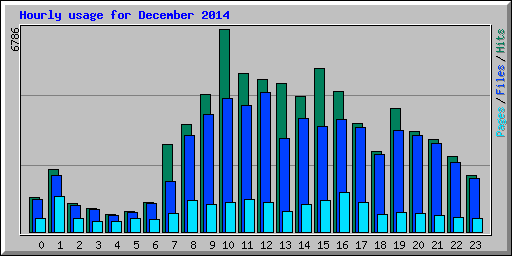 Hourly usage for December 2014
6786
Pages/Files/Hits
0 1 2 3 4 5 6 7 8 9 10 11 12 13 14 15 16 17 18 19 20 21 22 23